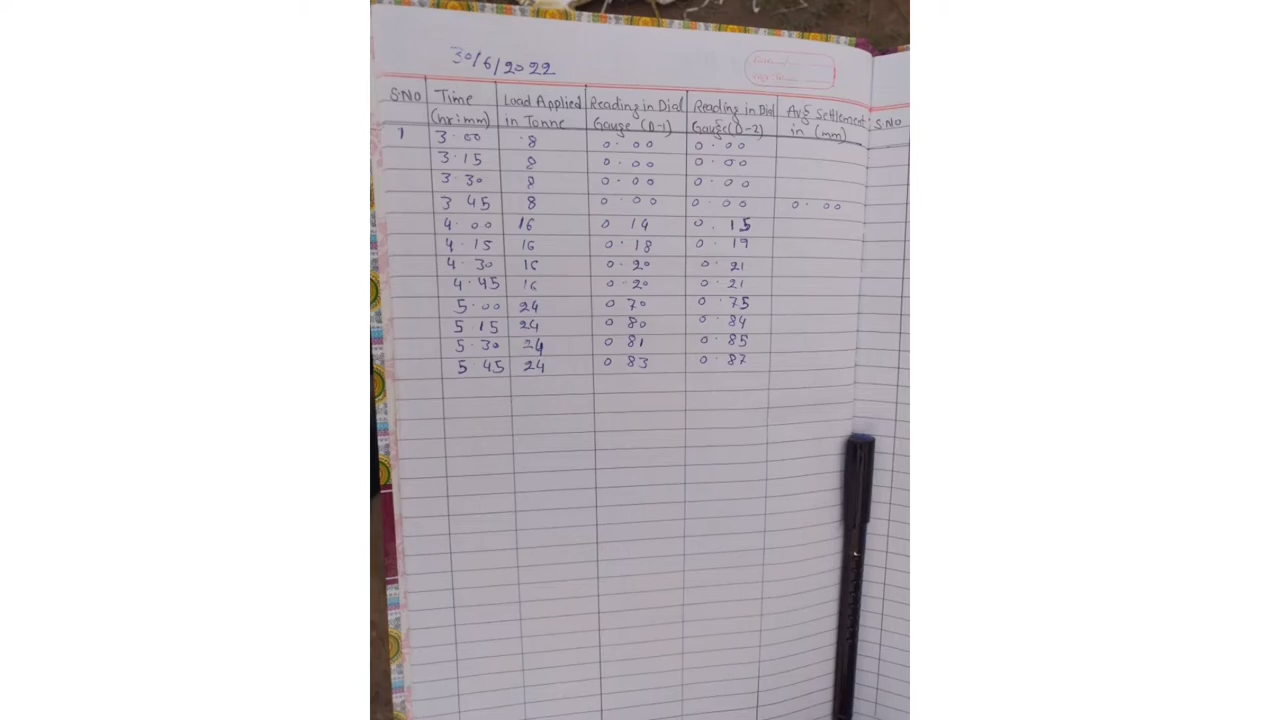 30/6/2022
S.NO Time (hr:mm) Load Applied in Tonne Reading in Dial Gauge (D-1) Reading in Dial Gauge(D-2) Avg Settlement in (mm) S.NO
1 3.00 8 0.00 0.00
3.15 8 0.00 0.00
3.30 8 0.00 0.00
3 45 8 0.00 0.00 0.00
4.00 16 0 14 0.15
4.15 16 0.18 0.19
4.30 16 0.20 0.21
4.45 16 0.20 0.21
5.00 24 0 70 0.75
5.15 24 0 80 0.84
5.30 24 0 81 0.85
5.45 24 0 83 0.87